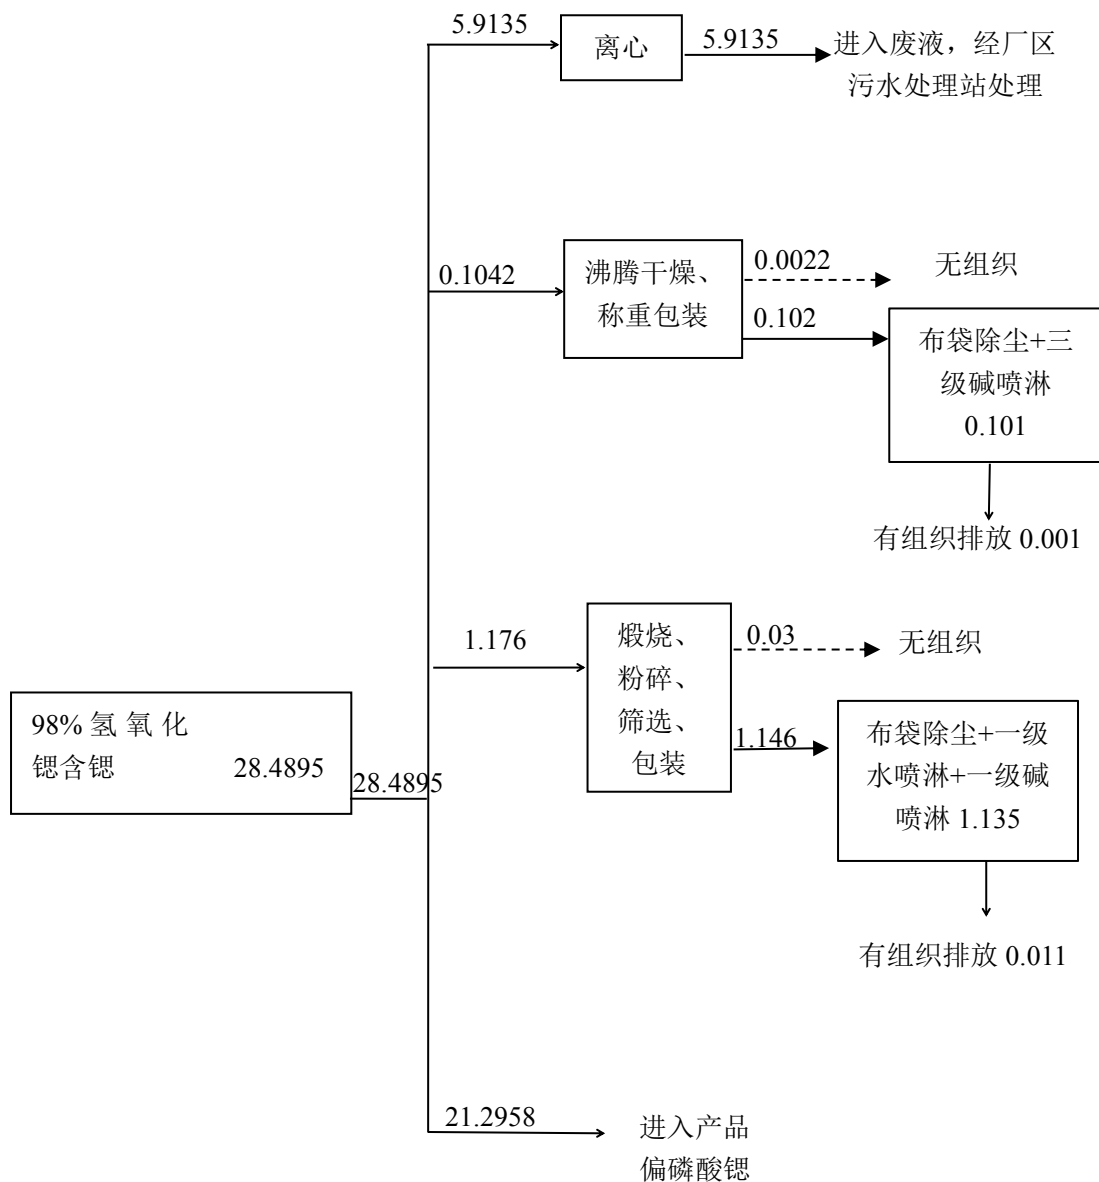 5.9135
离心
5.9135
进入废液，经厂区
污水处理站处理
0.1042
沸腾干燥、
称重包装
0.0022
无组织
0.102
布袋除尘+三
级碱喷淋
0.101
有组织排放 0.001
1.176
煅烧、
粉碎、
筛选、
包装
0.03
无组织
1.146
布袋除尘+一级
水喷淋+一级碱
喷淋 1.135
有组织排放 0.011
98% 氢 氧 化
锶含锶 28.4895
28.4895
21.2958
进入产品
偏磷酸锶